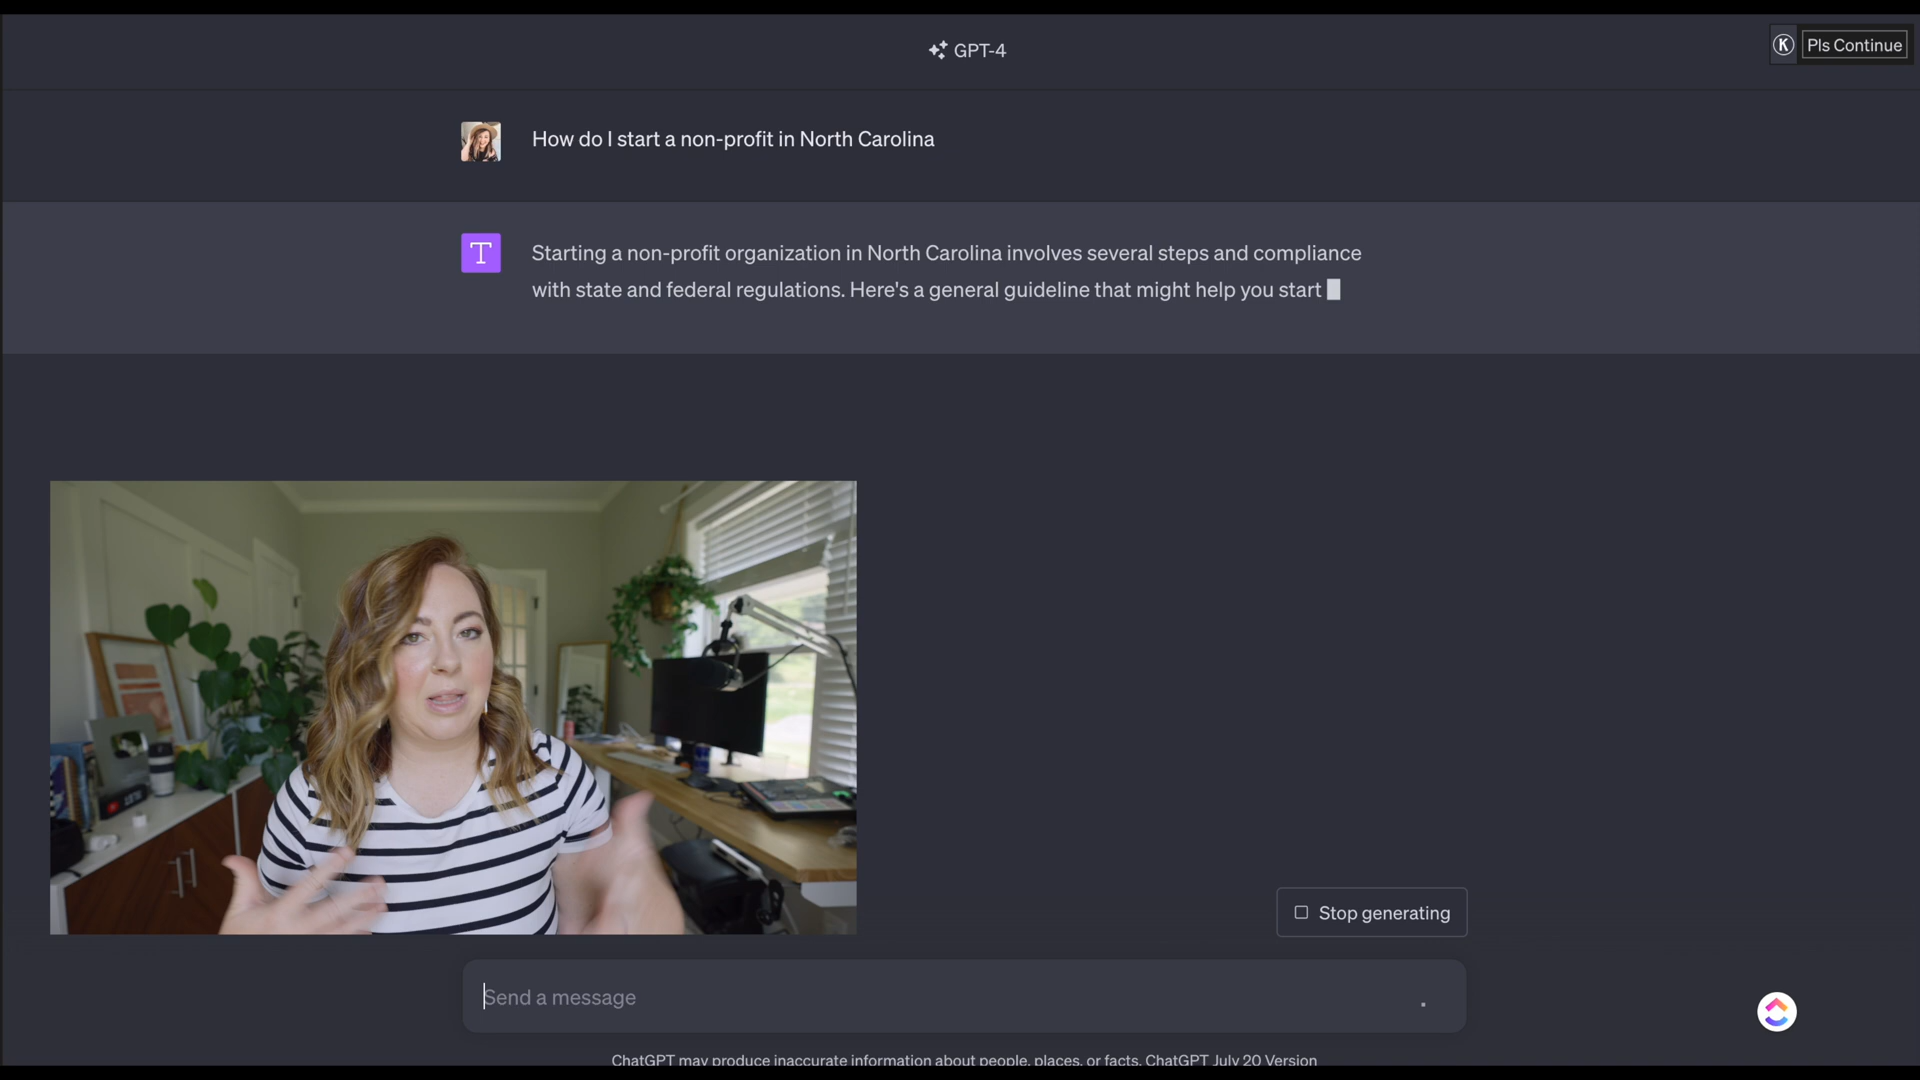 GPT-4
K
Pls Continue
How do I start a non-profit in North Carolina
T
Starting a non-profit organization in North Carolina involves several steps and compliance
with state and federal regulations. Here's a general guideline that might help you start
Stop generating
Send a message
ChatGPT may produce inaccurate information about people, places, or facts. ChatGPT July 20 Version